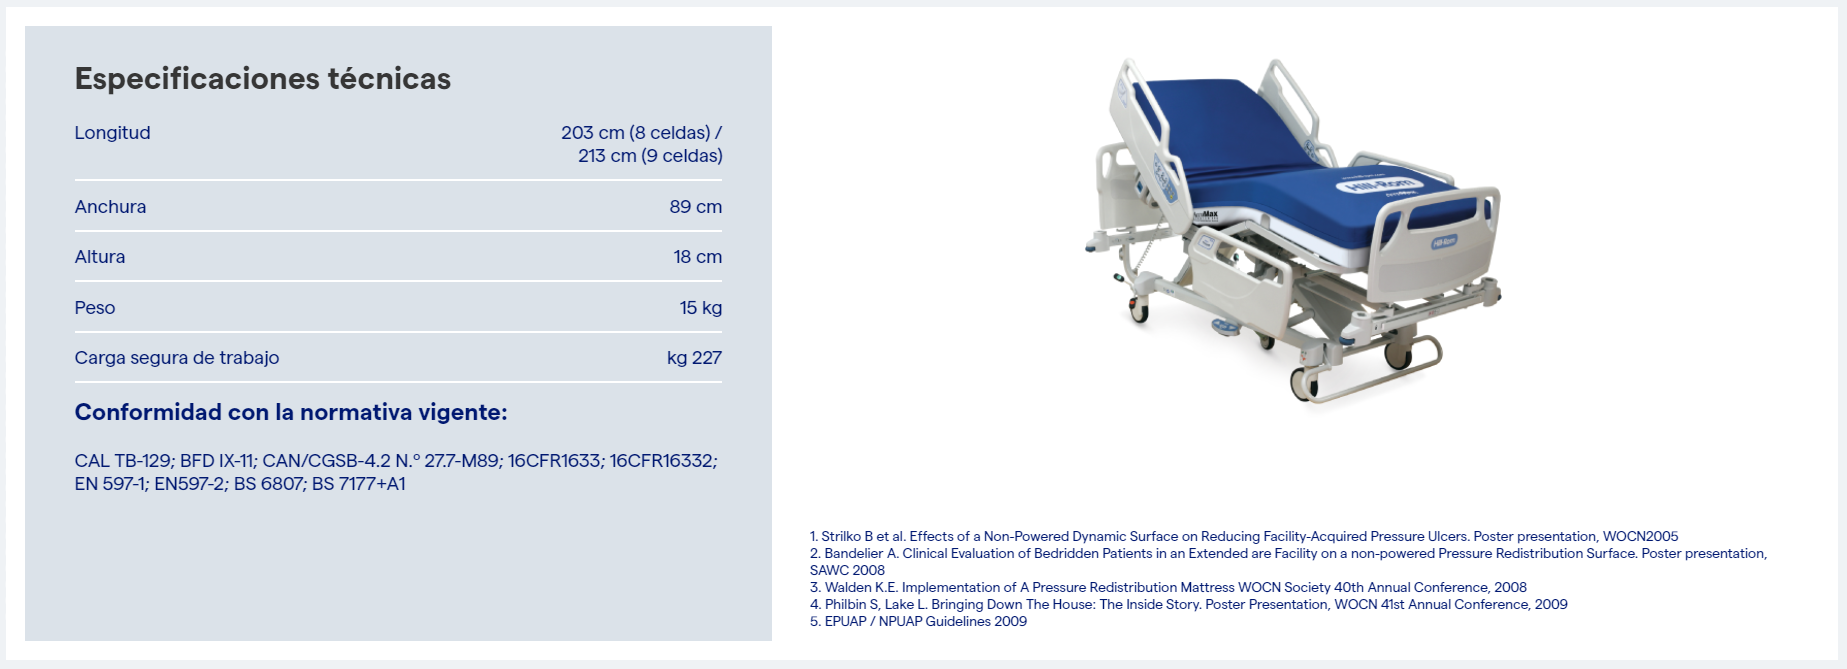 Especificaciones técnicas
Longitud
203 cm (8 celdas) /
213 cm (9 celdas)
Anchura
89 cm
Altura
18 cm
Peso
15 kg
Carga segura de trabajo
kg 227
Conformidad con la normativa vigente:
CAL TB-129; BFD IX-11; CAN/CGSB-4.2 N.º 27.7-M89; 16CFR1633; 16CFR16332;
EN 597-1; EN597-2; BS 6807; BS 7177+A1
Hill-Rom
Hill-Rom
1. Strilko B et al. Effects of a Non-Powered Dynamic Surface on Reducing Facility-Acquired Pressure Ulcers. Poster presentation, WOCN2005
2. Bandelier A. Clinical Evaluation of Bedridden Patients in an Extended are Facility on a non-powered Pressure Redistribution Surface. Poster presentation,
SAWC 2008
3. Walden K.E. Implementation of A Pressure Redistribution Mattress WOCN Society 40th Annual Conference, 2008
4. Philbin S, Lake L. Bringing Down The House: The Inside Story. Poster Presentation, WOCN 41st Annual Conference, 2009
5. EPUAP / NPUAP Guidelines 2009